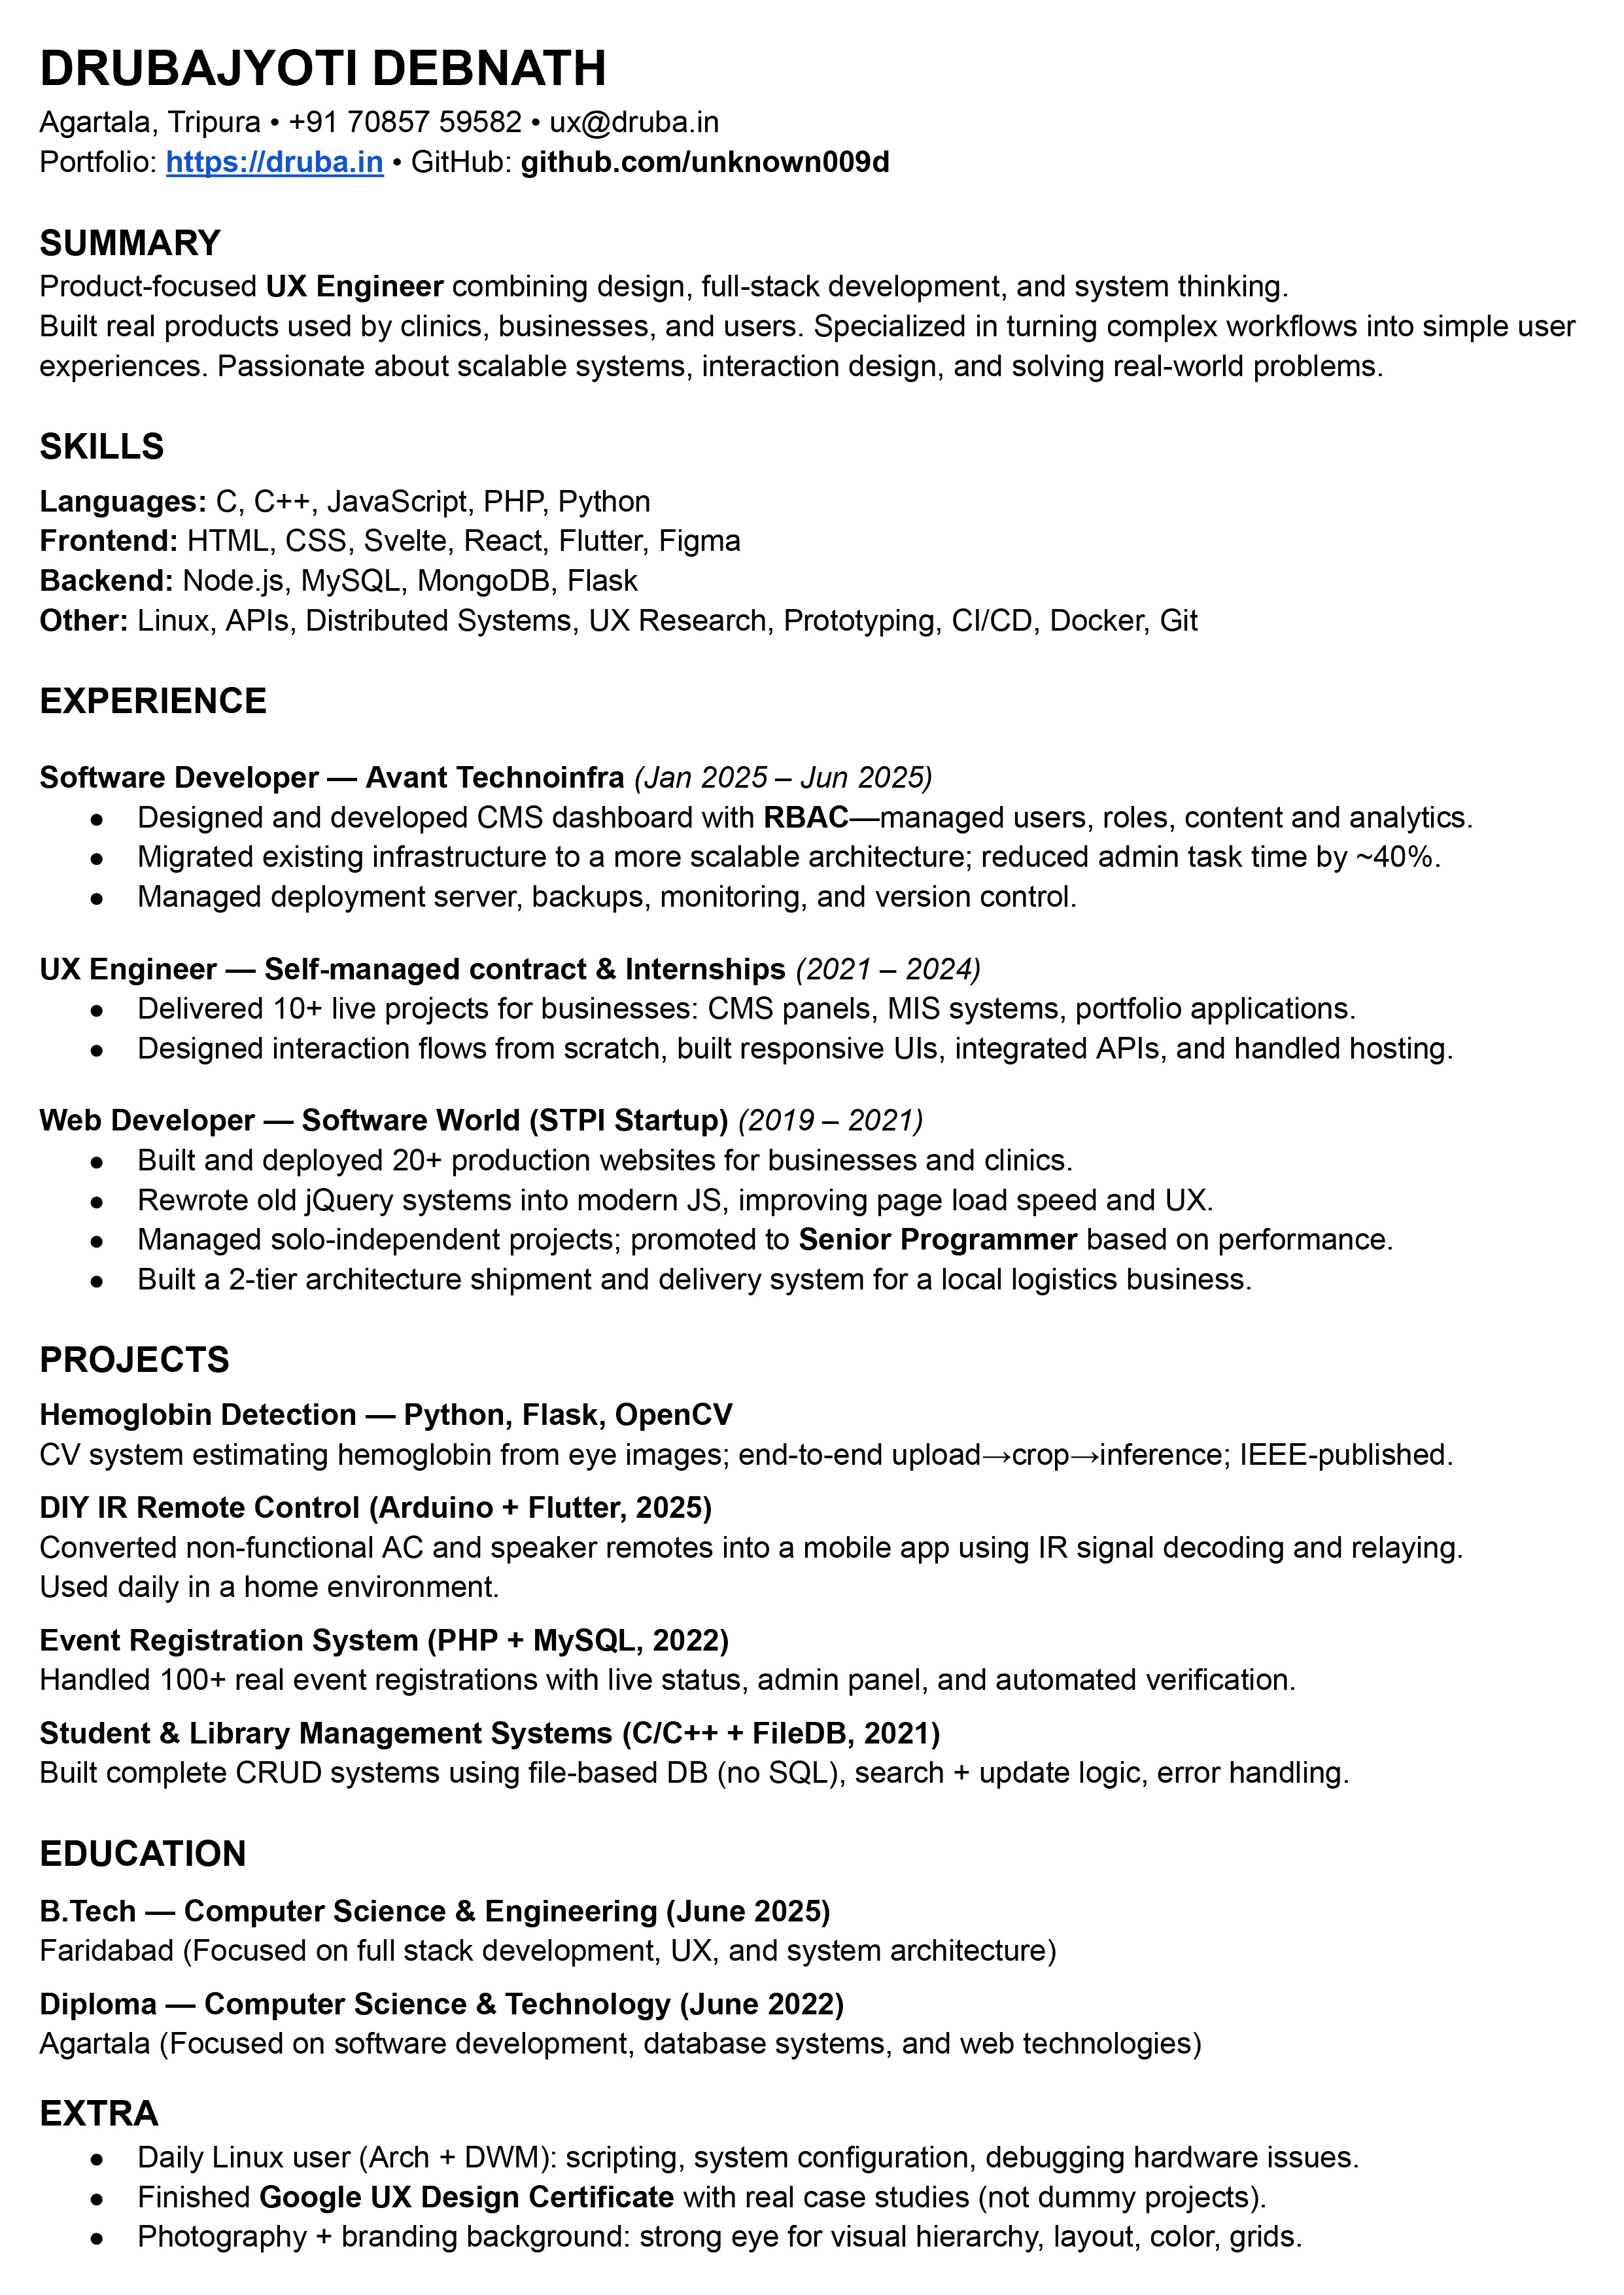 DRUBAJYOTI DEBNATH
Agartala, Tripura • +91 70857 59582 • ux@druba.in
Portfolio: https://druba.in • GitHub: github.com/unknown009d
SUMMARY
Product-focused UX Engineer combining design, full-stack development, and system thinking.
Built real products used by clinics, businesses, and users. Specialized in turning complex workflows into simple user
experiences. Passionate about scalable systems, interaction design, and solving real-world problems.
SKILLS
Languages: C, C++, JavaScript, PHP, Python
Frontend: HTML, CSS, Svelte, React, Flutter, Figma
Backend: Node.js, MySQL, MongoDB, Flask
Other: Linux, APIs, Distributed Systems, UX Research, Prototyping, CI/CD, Docker, Git
EXPERIENCE
Software Developer — Avant Technoinfra (Jan 2025 – Jun 2025)
● Designed and developed CMS dashboard with RBAC—managed users, roles, content and analytics.
● Migrated existing infrastructure to a more scalable architecture; reduced admin task time by ~40%.
● Managed deployment server, backups, monitoring, and version control.
UX Engineer — Self-managed contract & Internships (2021 – 2024)
● Delivered 10+ live projects for businesses: CMS panels, MIS systems, portfolio applications.
● Designed interaction flows from scratch, built responsive UIs, integrated APIs, and handled hosting.
Web Developer — Software World (STPI Startup) (2019 – 2021)
● Built and deployed 20+ production websites for businesses and clinics.
● Rewrote old jQuery systems into modern JS, improving page load speed and UX.
● Managed solo-independent projects; promoted to Senior Programmer based on performance.
● Built a 2-tier architecture shipment and delivery system for a local logistics business.
PROJECTS
Hemoglobin Detection — Python, Flask, OpenCV
CV system estimating hemoglobin from eye images; end-to-end upload→crop→inference; IEEE-published.
DIY IR Remote Control (Arduino + Flutter, 2025)
Converted non-functional AC and speaker remotes into a mobile app using IR signal decoding and relaying.
Used daily in a home environment.
Event Registration System (PHP + MySQL, 2022)
Handled 100+ real event registrations with live status, admin panel, and automated verification.
Student & Library Management Systems (C/C++ + FileDB, 2021)
Built complete CRUD systems using file-based DB (no SQL), search + update logic, error handling.
EDUCATION
B.Tech — Computer Science & Engineering (June 2025)
Faridabad (Focused on full stack development, UX, and system architecture)
Diploma — Computer Science & Technology (June 2022)
Agartala (Focused on software development, database systems, and web technologies)
EXTRA
● Daily Linux user (Arch + DWM): scripting, system configuration, debugging hardware issues.
● Finished Google UX Design Certificate with real case studies (not dummy projects).
● Photography + branding background: strong eye for visual hierarchy, layout, color, grids.